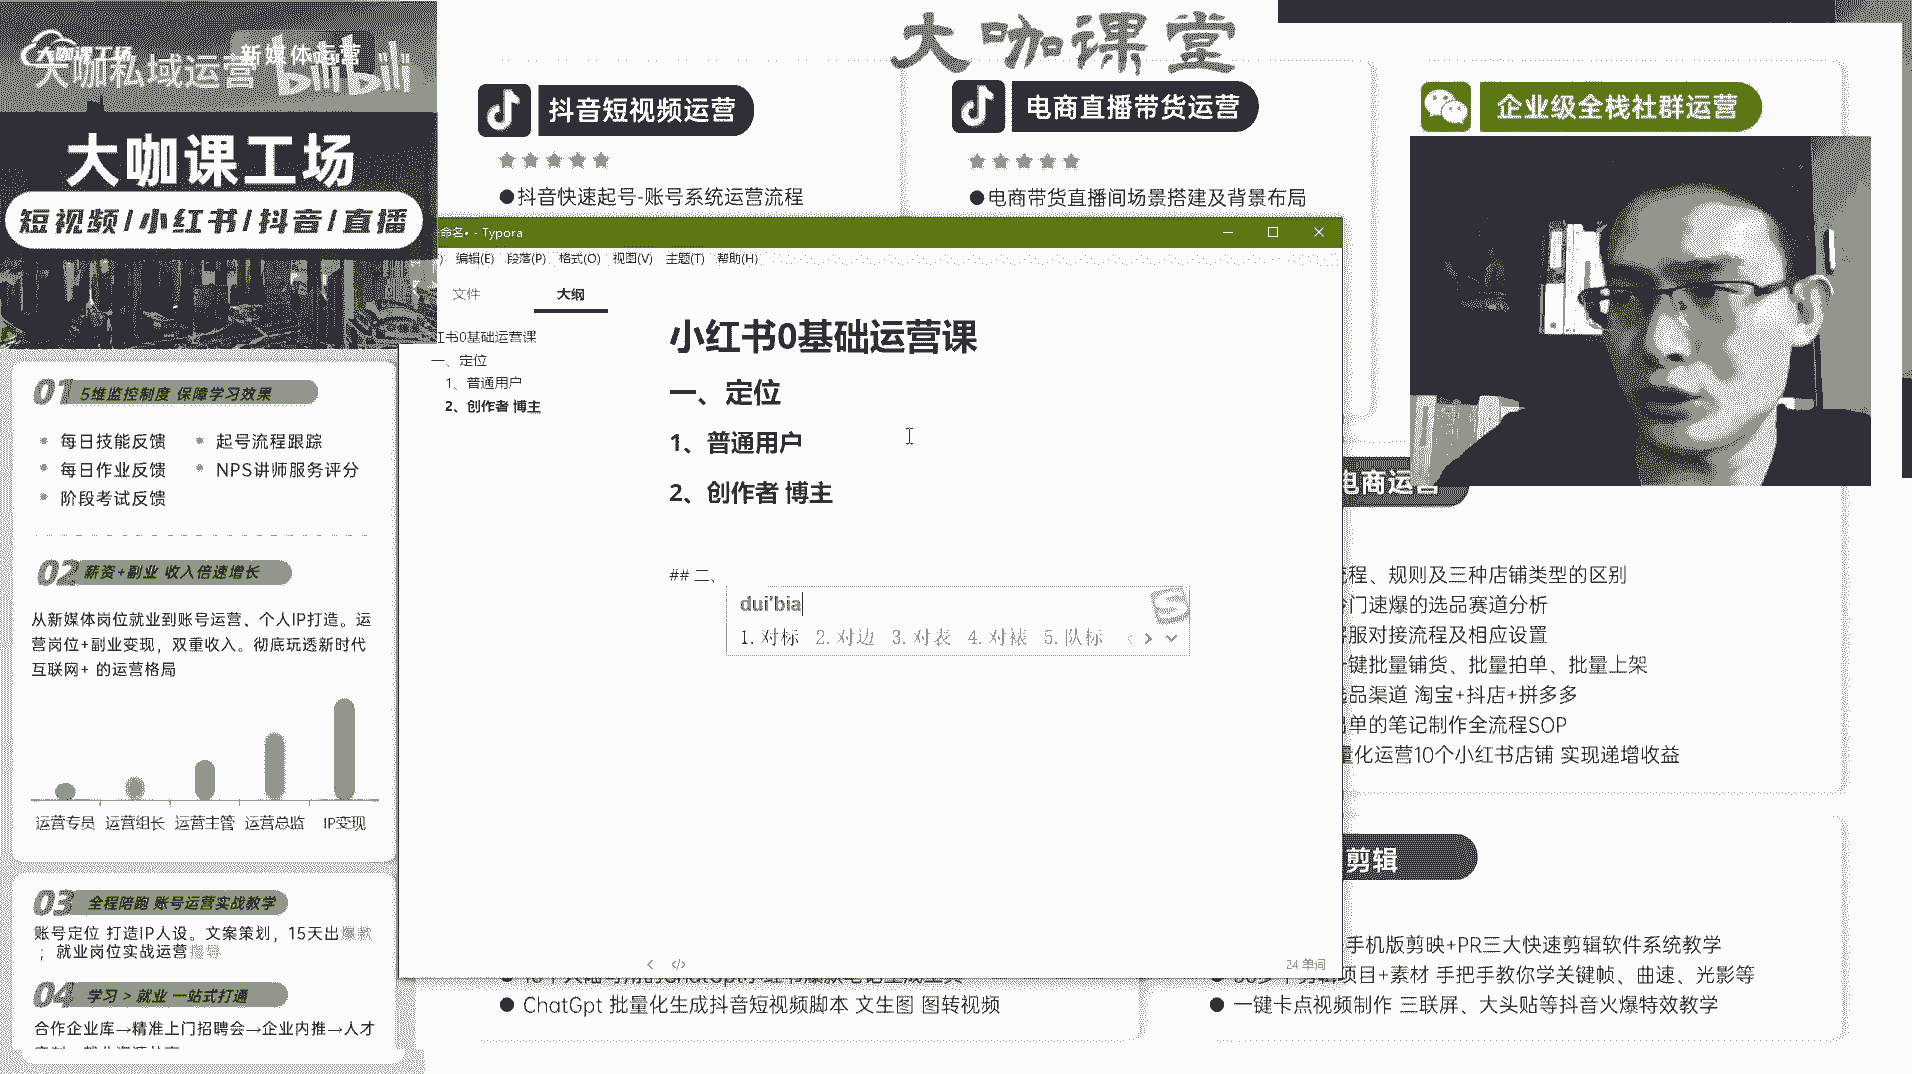 大咖课堂
大咖课工场
新媒体运营
大咖私域运营
bilibili
大咖课工场
短视频/小红书/抖音/直播
抖音短视频运营
●抖音快速起号-账号系统运营流程
电商直播带货运营
●电商带货直播间场景搭建及背景布局
企业级全栈社群运营
命名• - Typora
编辑(E) 段落(P) 格式(O) 视图(V) 主题(T) 帮助(H)
文件
大纲
红书0基础运营课
一、定位
1、普通用户
2、创作者 博主
小红书0基础运营课
一、定位
1、普通用户
2、创作者 博主
## 二、
dui'bia
1. 对标 2. 对边 3. 对表 4. 对裱 5. 队标
24 单词
01 5维监控制度 保障学习效果
每日技能反馈
起号流程跟踪
每日作业反馈
NPS讲师服务评分
阶段考试反馈
02 薪资+副业 收入倍速增长
从新媒体岗位就业到账号运营、个人IP打造。运
营岗位+副业变现，双重收入。彻底玩透新时代
互联网+ 的运营格局
运营专员 运营组长 运营主管 运营总监 IP变现
03 全程陪跑 账号运营实战教学
账号定位 打造IP人设。文案策划，15天出爆款
；就业岗位实战运营指导
04 学习 > 就业 一站式打通
合作企业库→精准上门招聘会→企业内推→人才
电商运营
流程、规则及三种店铺类型的区别
门速爆的选品赛道分析
客服对接流程及相应设置
一键批量铺货、批量拍单、批量上架
选品渠道 淘宝+抖店+拼多多
出单的笔记制作全流程SOP
量化运营10个小红书店铺 实现递增收益
剪辑
手机版剪映+PR三大快速剪辑软件系统教学
项目+素材 手把手教你学关键帧、曲速、光影等
● 一键卡点视频制作 三联屏、大头贴等抖音火爆特效教学
● ChatGpt 批量化生成抖音短视频脚本 文生图 图转视频